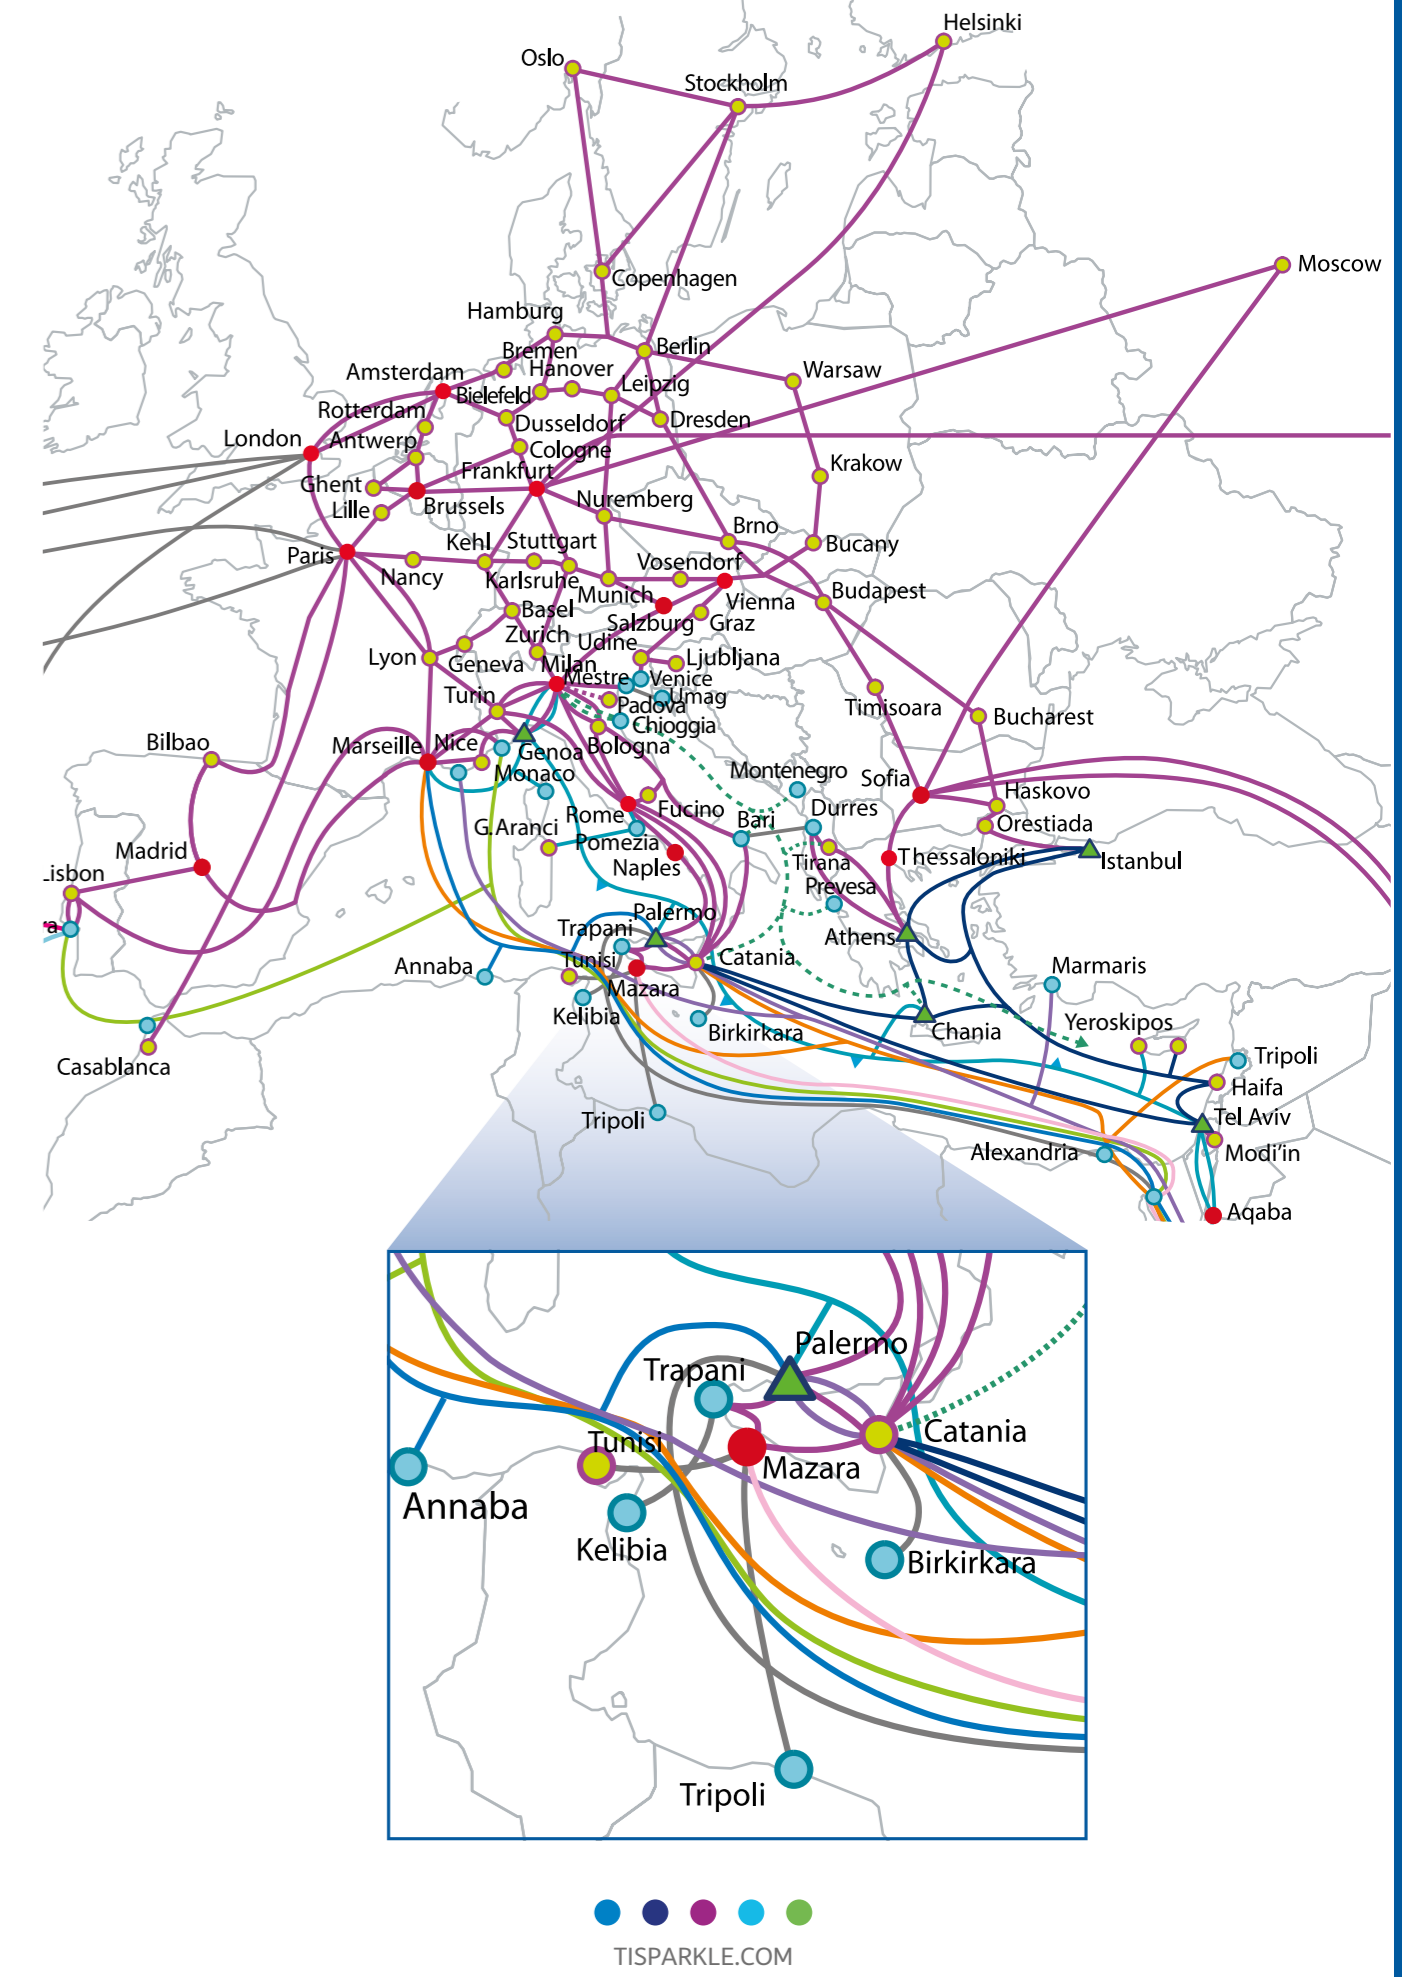 Helsinki
Oslo
Stockholm
Moscow
Copenhagen
Hamburg
Berlin
Bremen
Hanover
Warsaw
Amsterdam
Bielefeld
Leipzig
Rotterdam
Dusseldorf
Dresden
London
Antwerp
Cologne
Krakow
Frankfurt
Ghent
Brussels
Nuremberg
Lille
Brno
Bucany
Paris
Kehl
Stuttgart
Vosendorf
Nancy
Karlsruhe
Munich
Budapest
Vienna
Basel
Salzburg
Graz
Zurich
Udine
Lyon
Geneva
Milan
Ljubljana
Mestre
Venice
Turin
Umag
Padova
Timisoara
Bucharest
Chioggia
Bilbao
Marseille
Nice
Genoa
Bologna
Monaco
Montenegro
Sofia
Haskovo
Rome
Fucino
Durres
G.Aranci
Pomezia
Bari
Orestiada
Madrid
Naples
Tirana
Thessaloniki
Istanbul
Lisbon
Prevesa
Palermo
a
Trapani
Athens
Annaba
Tunisi
Catania
Marmaris
Mazara
Kelibia
Birkirkara
Chania
Yeroskipos
Casablanca
Tripoli
Haifa
Tripoli
Tel Aviv
Alexandria
Modi’in
Aqaba
Palermo
Trapani
Catania
Tunisi
Mazara
Annaba
Kelibia
Birkirkara
Tripoli
TISPARKLE.COM